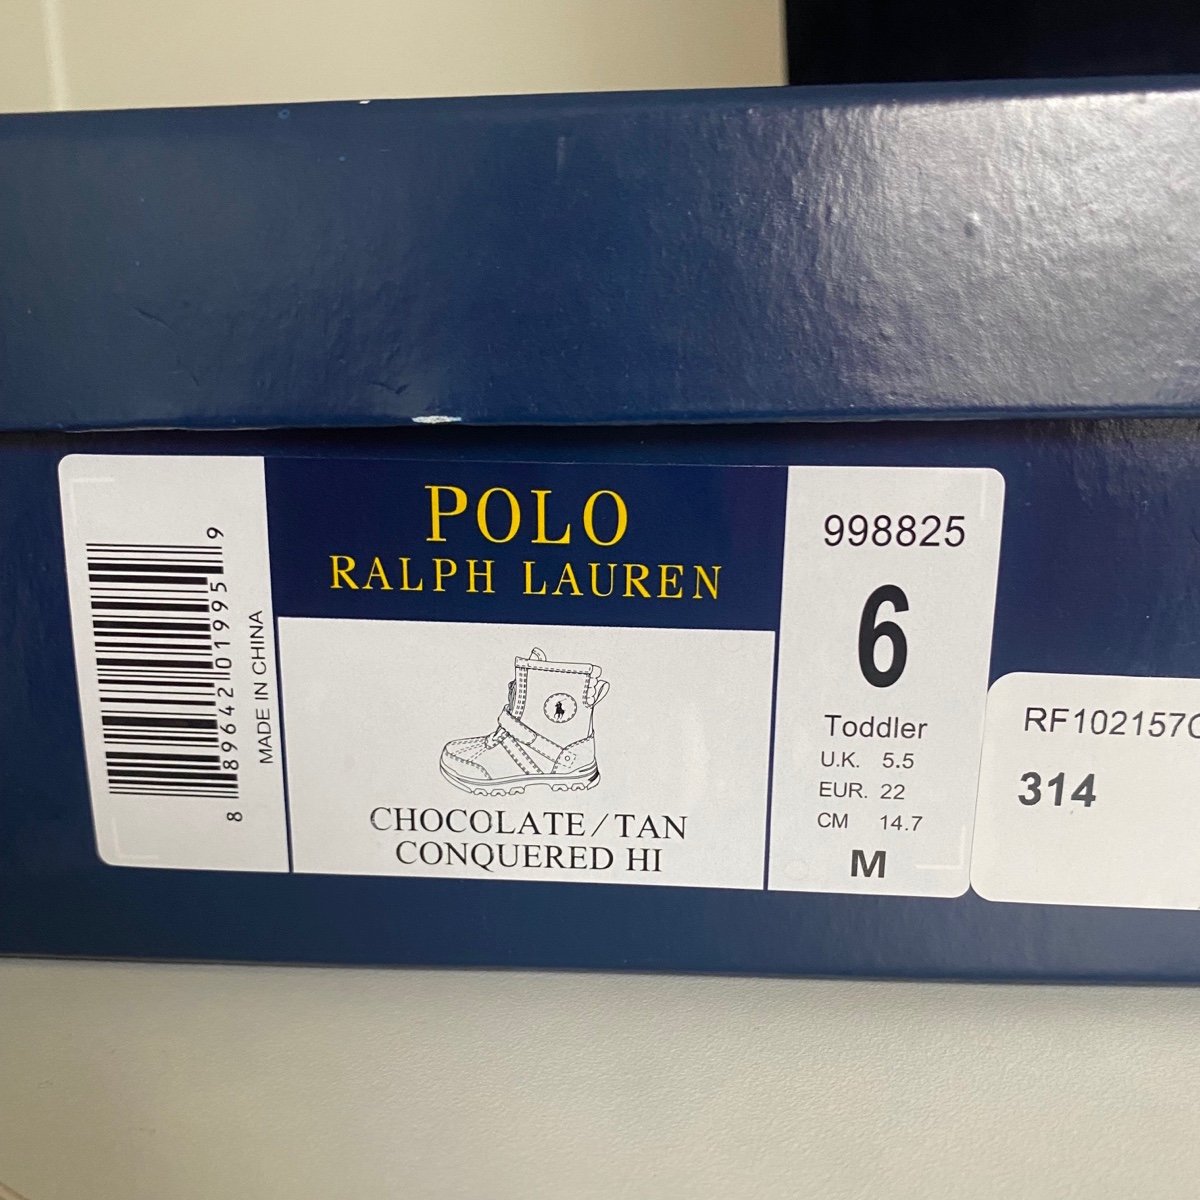 8 89642 01995 9
MADE IN CHINA
POLO
RALPH LAUREN
CHOCOLATE/TAN
CONQUERED HI
998825
6
Toddler
U.K. 5.5
EUR. 22
CM 14.7
M
RF102157
314